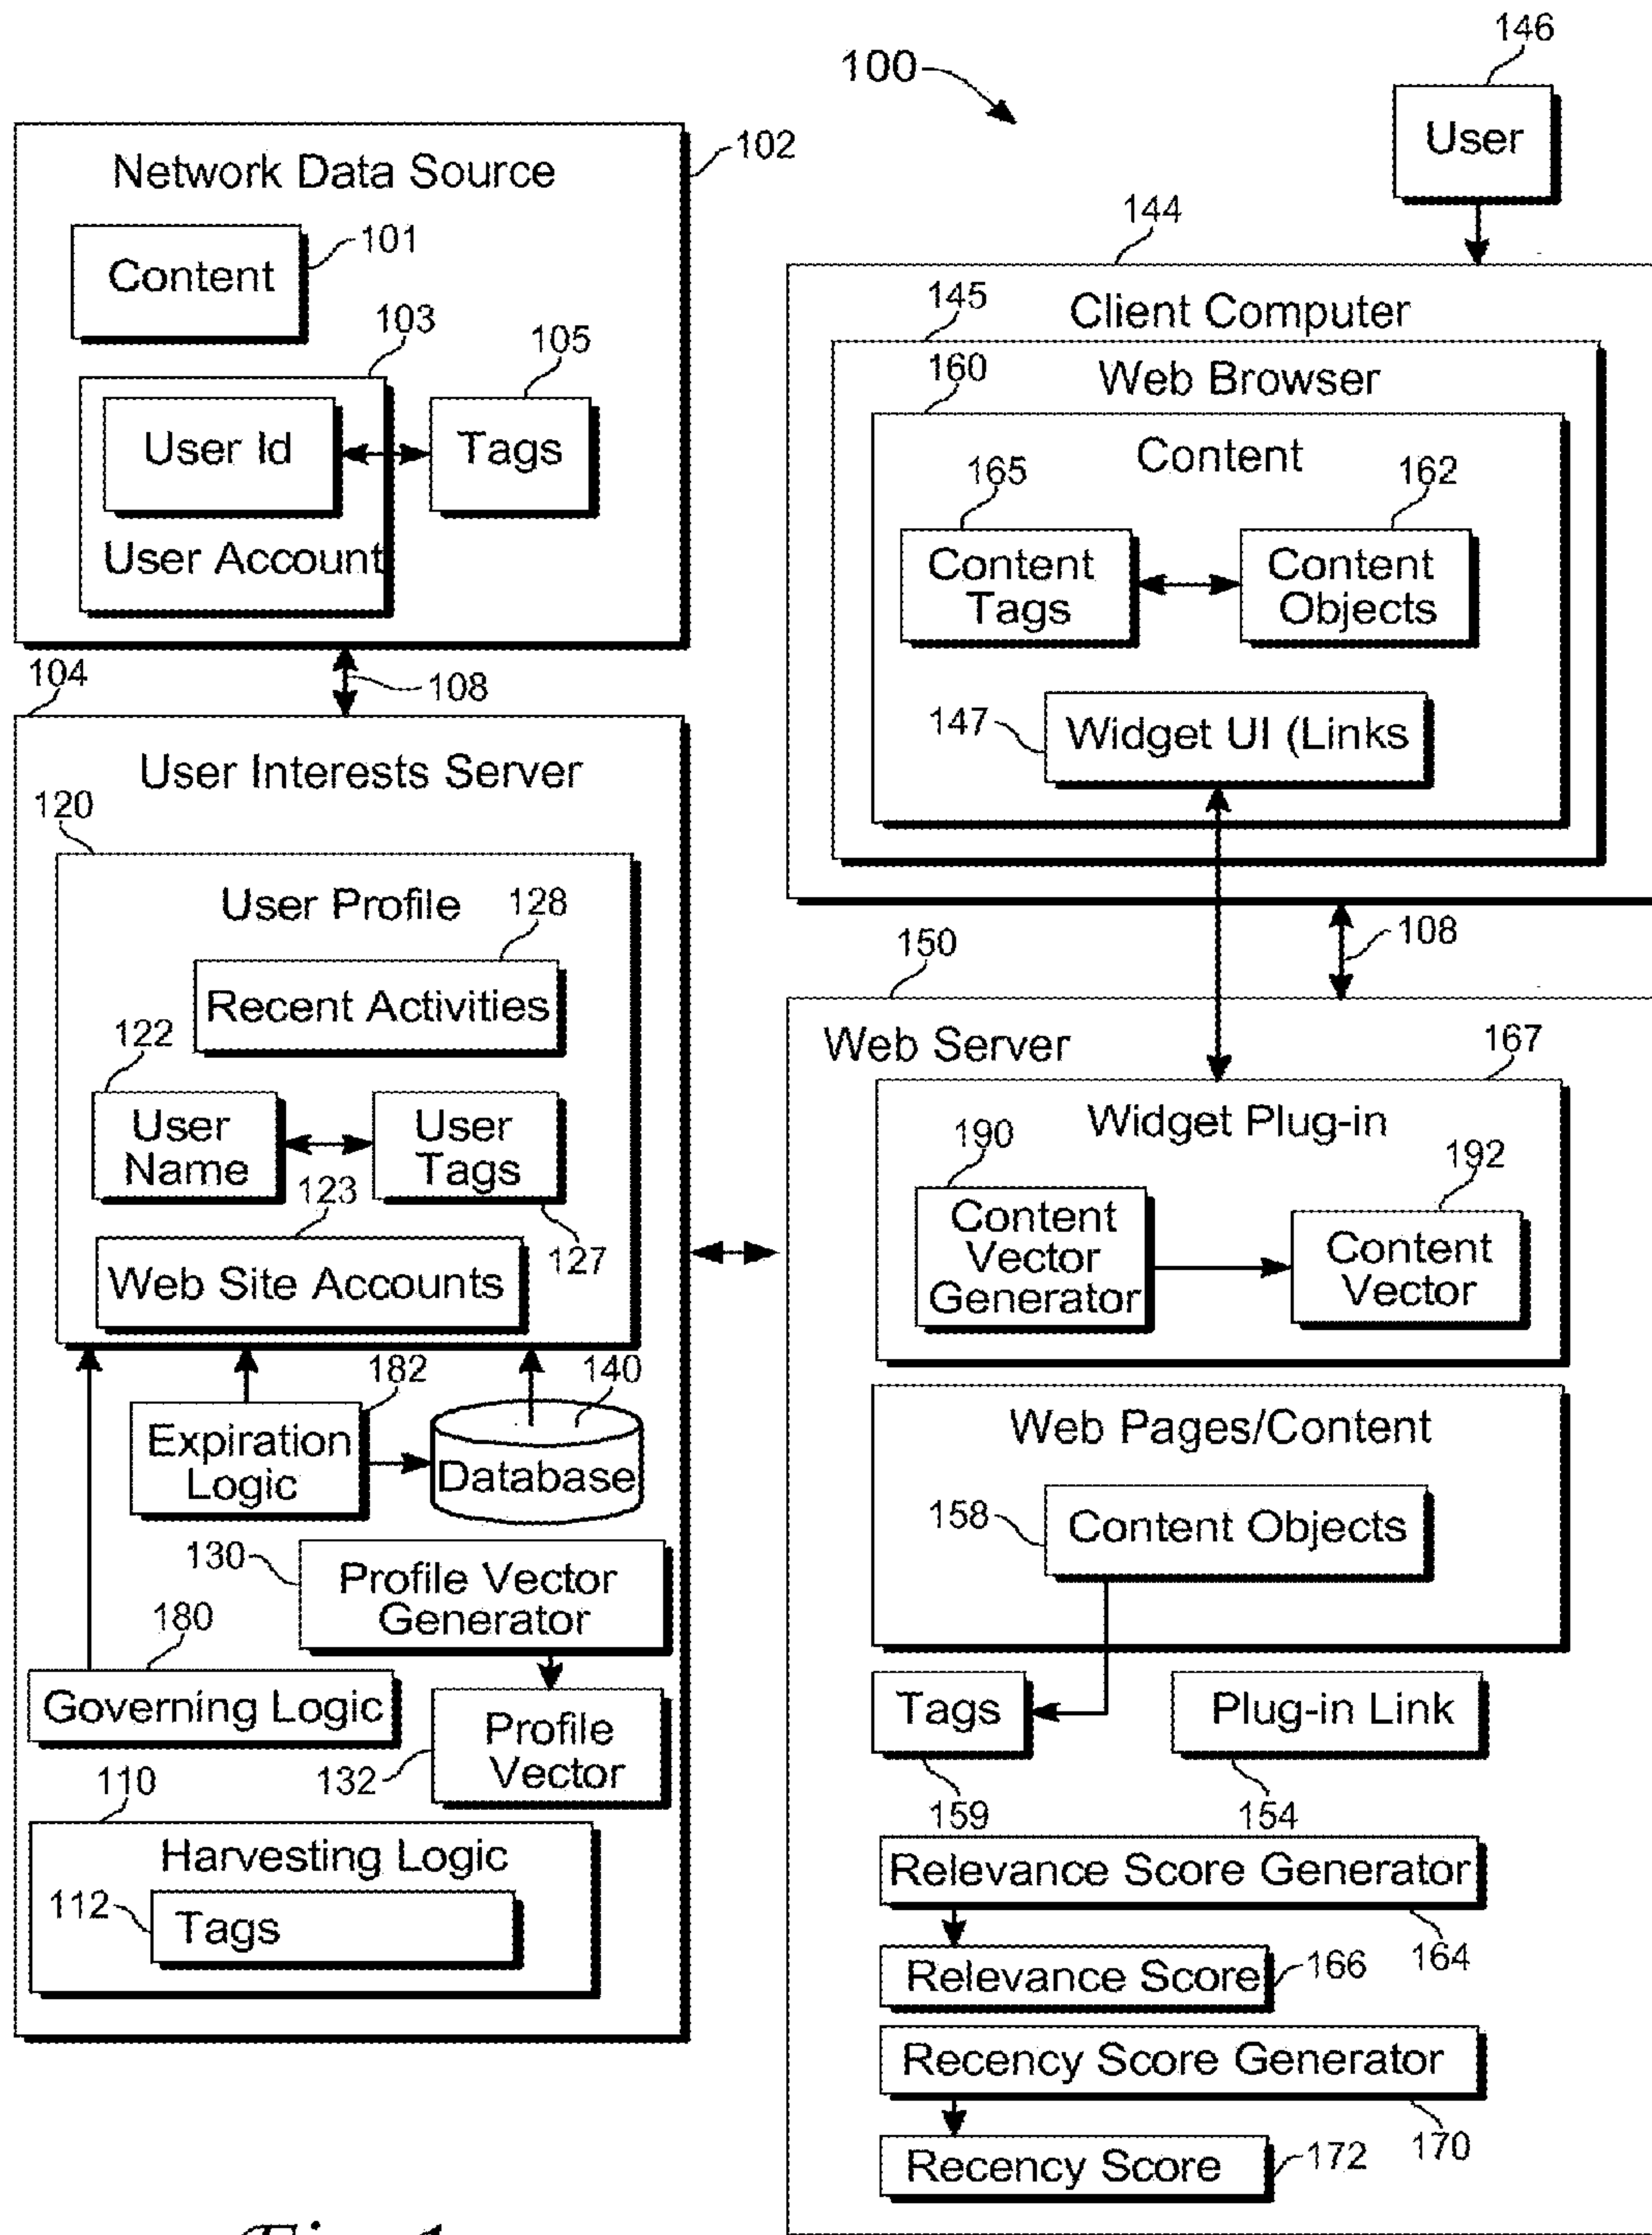 100
146
User
Network Data Source
102
Content
101
103
105
User Id
Tags
User Account
108
104
User Interests Server
120
User Profile
128
Recent Activities
122
User
Name
User
Tags
123
127
Web Site Accounts
182
140
Expiration
Logic
Database
130
Profile Vector
Generator
180
Governing Logic
132
Profile
Vector
110
Harvesting Logic
112
Tags
144
Client Computer
145
Web Browser
160
Content
165
162
Content
Tags
Content
Objects
147
Widget UI (Links
108
150
Web Server
167
Widget Plug-in
190
192
Content
Vector
Generator
Content
Vector
Web Pages/Content
158
Content Objects
Tags
Plug-in Link
159
154
Relevance Score Generator
164
Relevance Score
166
Recency Score Generator
170
Recency Score
172